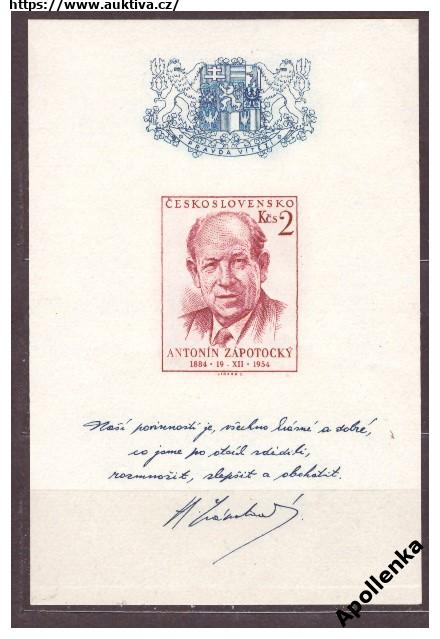 https://www.auktiva.cz/
PRAVDA VÍTĚZÍ
ČESKOSLOVENSKO
Kčs 2
ANTONÍN ZÁPOTOCKÝ
1884 · 19 - XII · 1954
Naší povinností je, všechno krásné a dobré,
co jsme po otcích zdědili,
rozmnožit, zlepšit a obohatit.
Apollenka